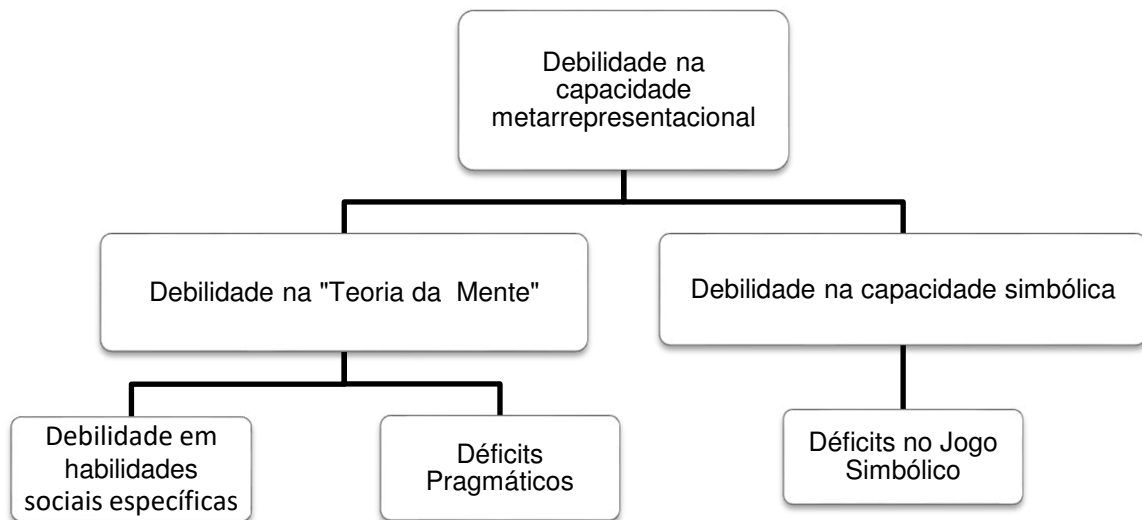 Debilidade na
capacidade
metarrepresentacional
Debilidade na "Teoria da Mente"
Debilidade na capacidade simbólica
Debilidade em
habilidades
sociais específicas
Déficits
Pragmáticos
Déficits no Jogo
Simbólico